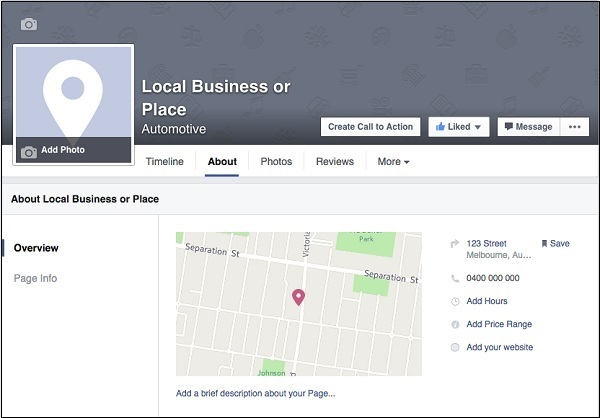 Local Business or
Place
Automotive
Add Photo
Create Call to Action
Liked
Message
Timeline
About
Photos
Reviews
More
About Local Business or Place
Overview
Page Info
Park
Victoria
Separation St
Separation St
Johnson
123 Street
Save
Melbourne, Au...
0400 000 000
Add Hours
Add Price Range
Add your website
Add a brief description about your Page...